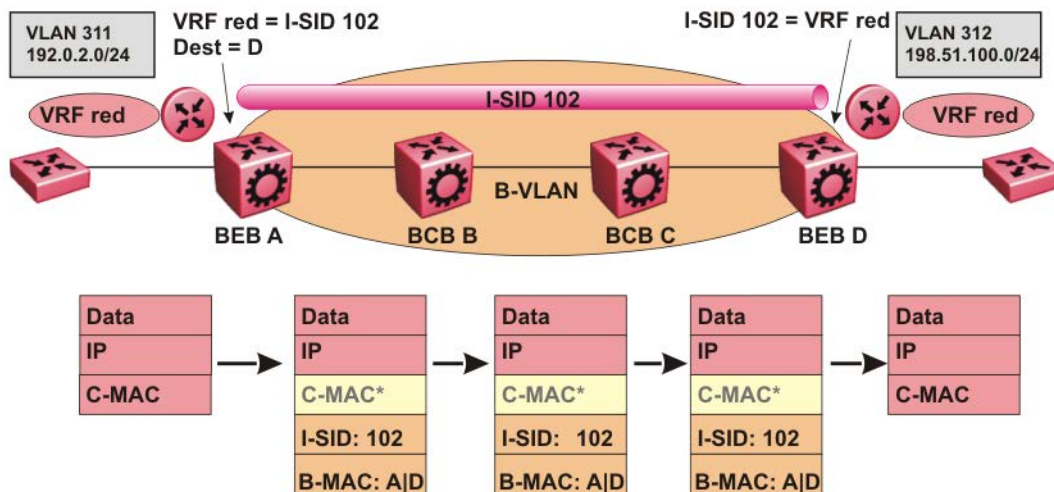 VLAN 311
192.0.2.0/24
VRF red = I-SID 102
Dest = D
I-SID 102 = VRF red
VLAN 312
198.51.100.0/24
VRF red
I-SID 102
VRF red
B-VLAN
BEB A
BCB B
BCB C
BEB D
Data
IP
C-MAC
Data
IP
C-MAC*
I-SID: 102
B-MAC: A|D
Data
IP
C-MAC*
I-SID: 102
B-MAC: A|D
Data
IP
C-MAC*
I-SID: 102
B-MAC: A|D
Data
IP
C-MAC